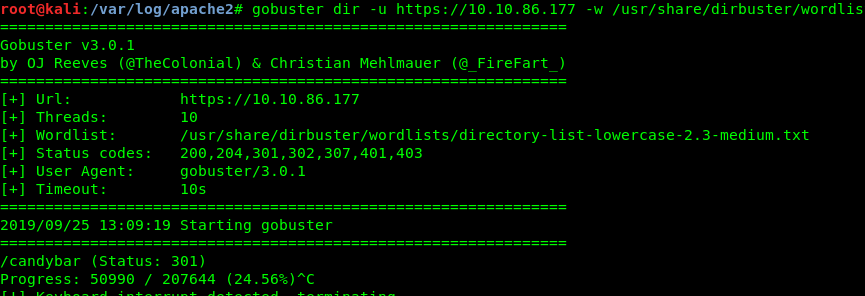 root@kali:/var/log/apache2# gobuster dir -u https://10.10.86.177 -w /usr/share/dirbuster/wordlis
===============================================================
Gobuster v3.0.1
by OJ Reeves (@TheColonial) & Christian Mehlmauer (@_FireFart_)
===============================================================
[+] Url:            https://10.10.86.177
[+] Threads:        10
[+] Wordlist:       /usr/share/dirbuster/wordlists/directory-list-lowercase-2.3-medium.txt
[+] Status codes:   200,204,301,302,307,401,403
[+] User Agent:     gobuster/3.0.1
[+] Timeout:        10s
===============================================================
2019/09/25 13:09:19 Starting gobuster
===============================================================
/candybar (Status: 301)
Progress: 50990 / 207644 (24.56%)^C
[!] Keyboard interrupt detected, terminating.